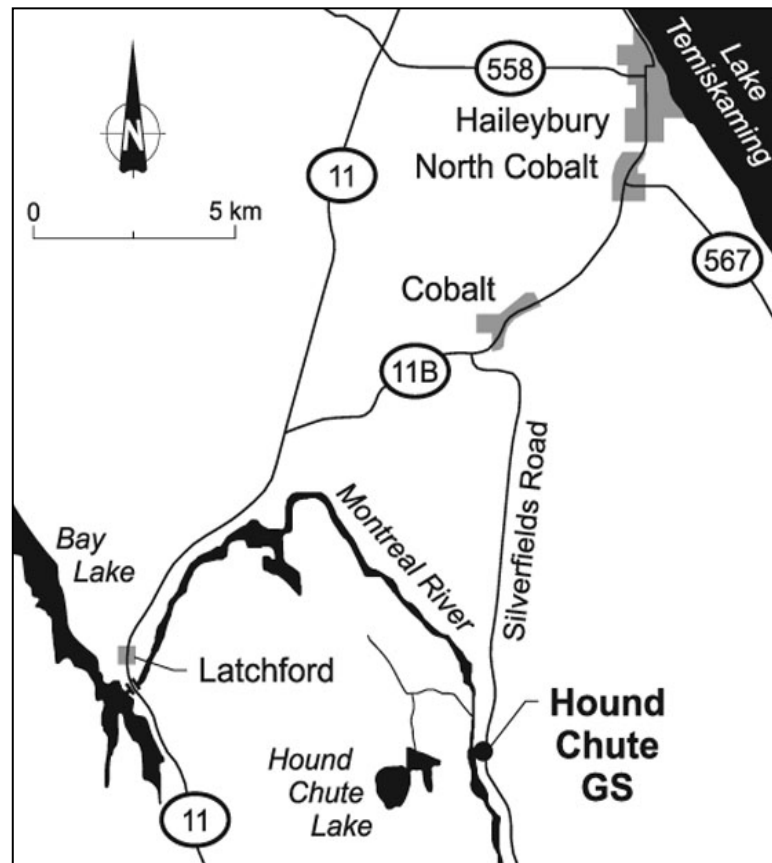 Lake
Temiskaming
558
Haileybury
North Cobalt
N
11
0 5 km
567
Cobalt
11B
Montreal River
Silverfields Road
Bay
Lake
Latchford
Hound
Chute
GS
Hound
Chute
Lake
11